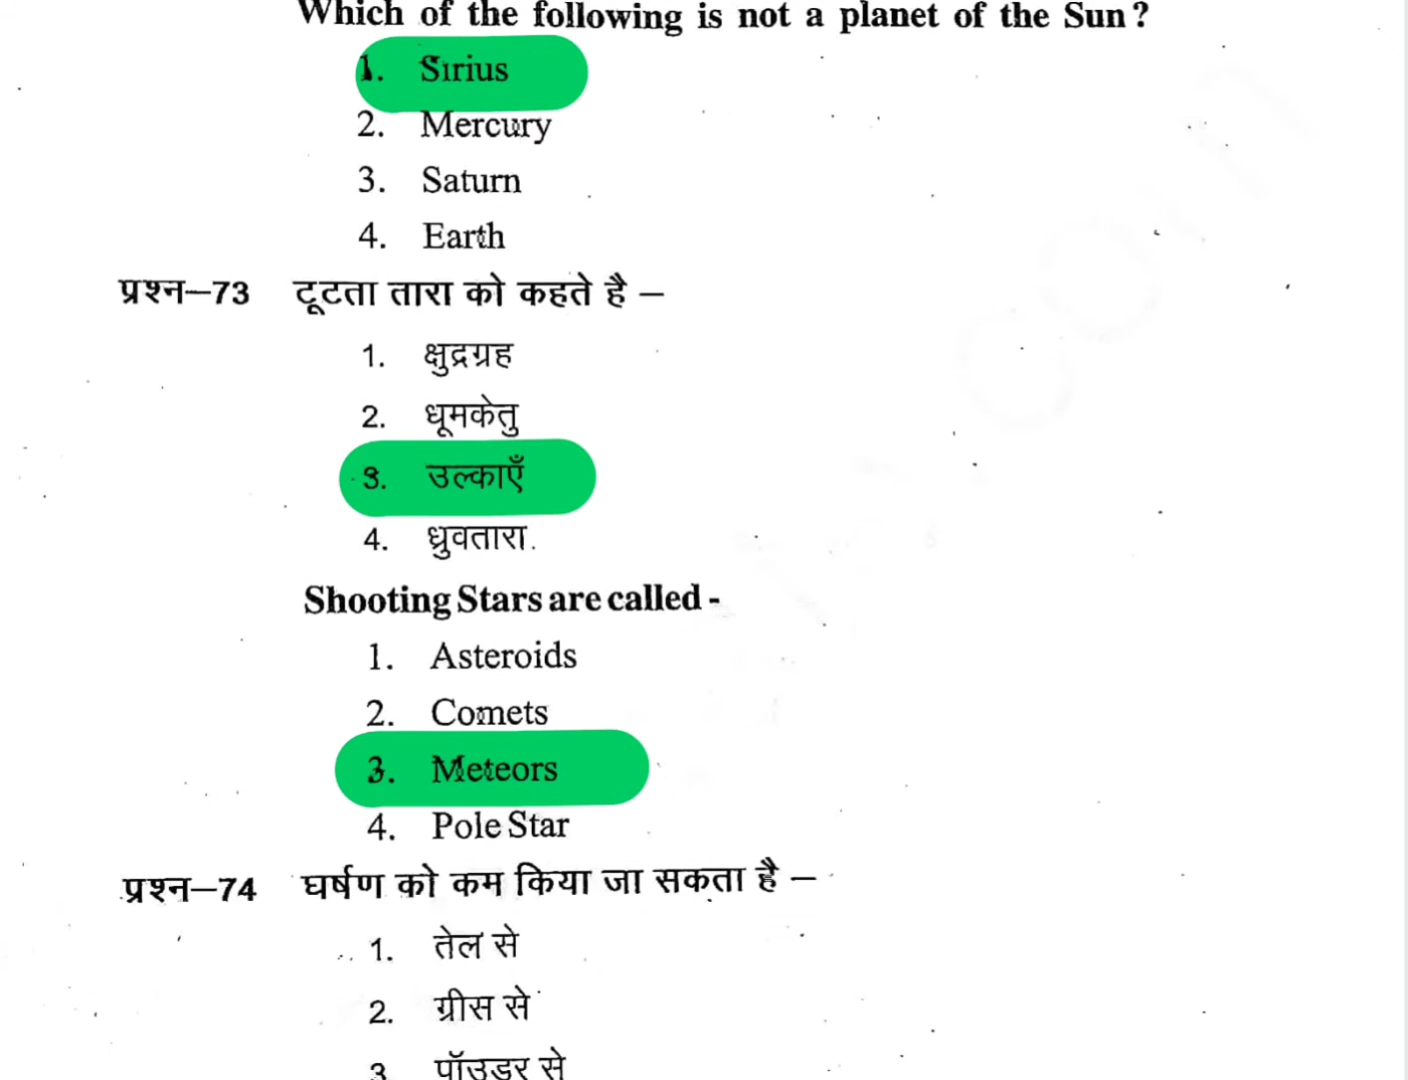 Which of the following is not a planet of the Sun?
1. Sirius
2. Mercury
3. Saturn
4. Earth
प्रश्न–73 टूटता तारा को कहते है –
1. क्षुद्रग्रह
2. धूमकेतु
3. उल्काएँ
4. ध्रुवतारा.
Shooting Stars are called -
1. Asteroids
2. Comets
3. Meteors
4. Pole Star
प्रश्न–74 घर्षण को कम किया जा सकता है –
1. तेल से
2. ग्रीस से
3. पॉउडर से